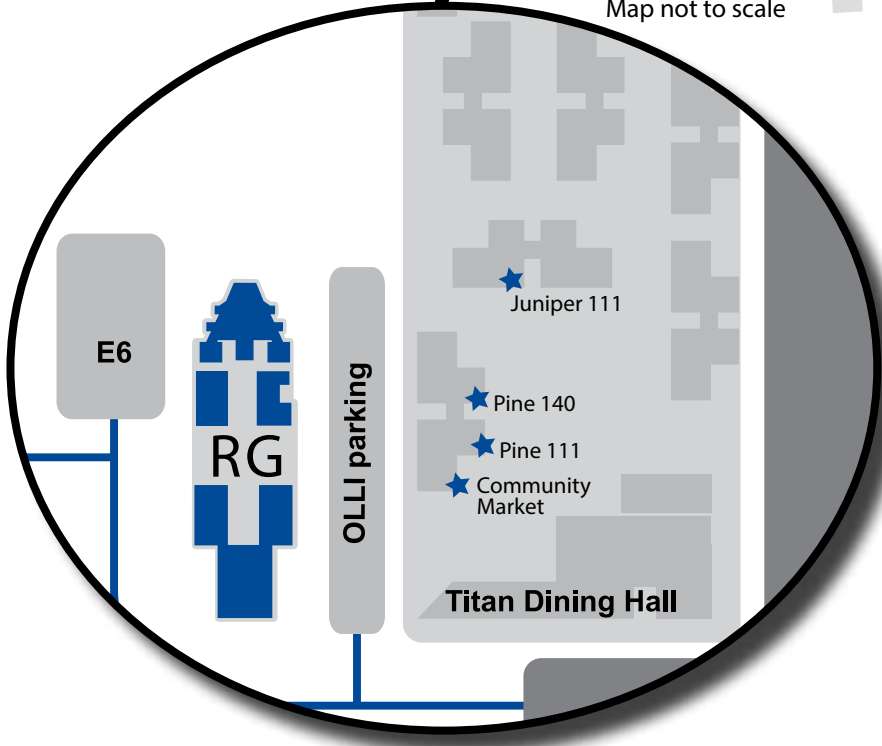 Map not to scale
Juniper 111
E6
OLLI parking
Pine 140
RG
Pine 111
Community
Market
Titan Dining Hall